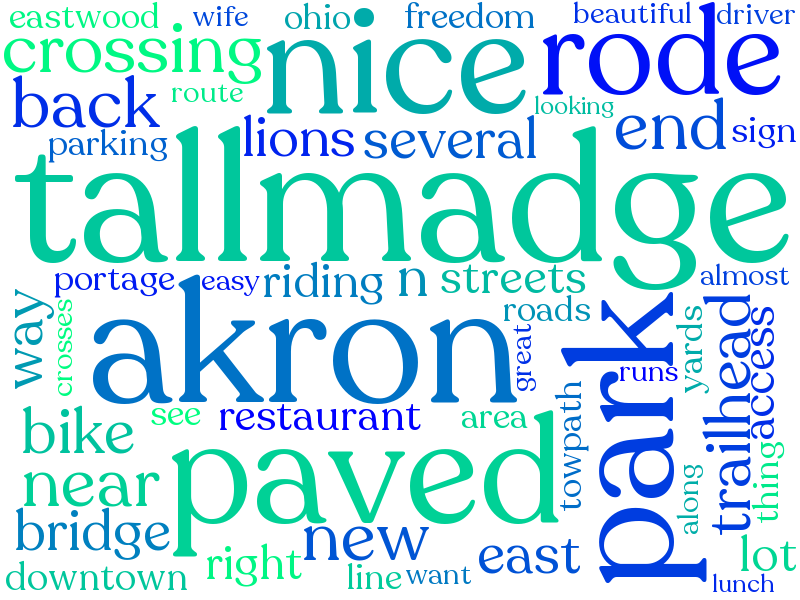 eastwood wife ohio freedom beautiful driver
crossing nice rode
route looking
back lions several end sign
parking
tallmadge
portage easy riding n streets almost
way crosses akron roads great park yards trailhead access
runs
see restaurant area towpath
bike paved along thing
near
bridge new east lot
downtown right line want lunch